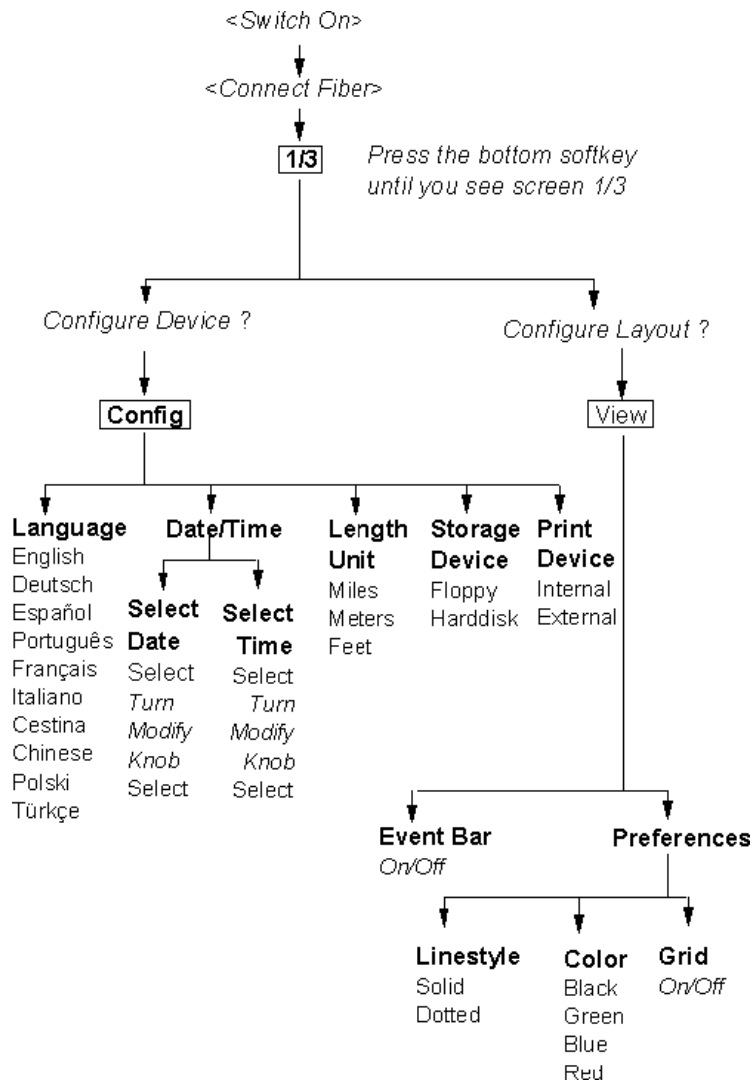 <Switch On>
<Connect Fiber>
1/3
Press the bottom softkey
until you see screen 1/3
Configure Device ?
Configure Layout ?
Config
View
Language
English
Deutsch
Español
Português
Français
Italiano
Cestina
Chinese
Polski
Türkçe
Date/Time
Select
Date
Select
Turn
Modify
Knob
Select
Select
Time
Select
Turn
Modify
Knob
Select
Length
Unit
Miles
Meters
Feet
Storage
Device
Floppy
Harddisk
Print
Device
Internal
External
Event Bar
On/Off
Preferences
Linestyle
Solid
Dotted
Color
Black
Green
Blue
Red
Grid
On/Off